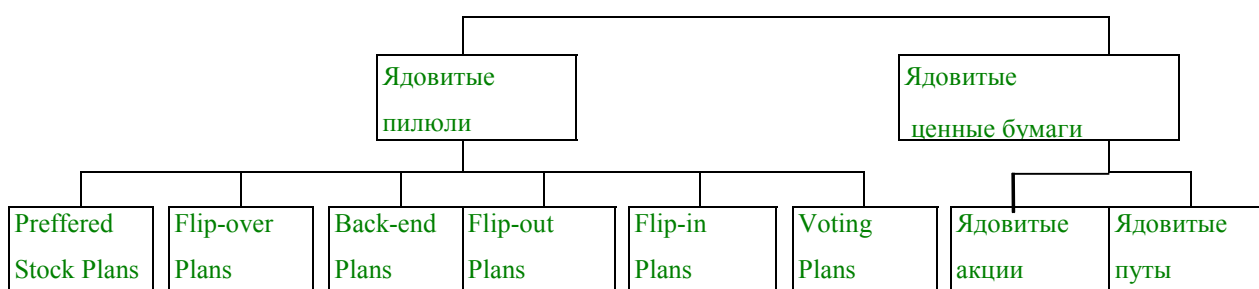 Ядовитые
пилюли
Ядовитые
ценные бумаги
Preffered
Stock Plans
Flip-over
Plans
Back-end
Plans
Flip-out
Plans
Flip-in
Plans
Voting
Plans
Ядовитые
акции
Ядовитые
путы